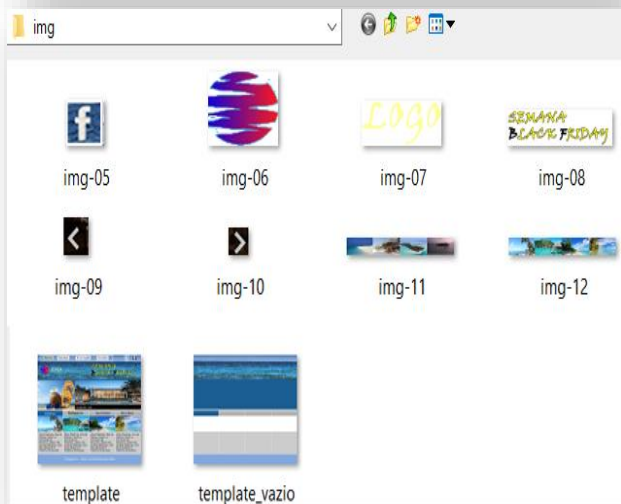 img
img-05
img-06
LOGO
img-07
SEMANA
BLACK FRIDAY
img-08
img-09
img-10
img-11
img-12
template
template_vazio